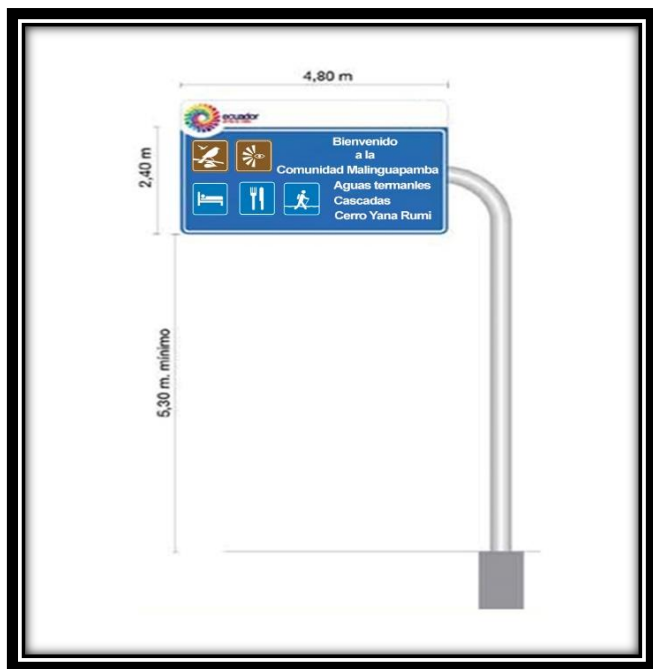 4,80 m
ecuador
2,40 m
Bienvenido
a la
Comunidad Malinguapamba
Aguas termanles
Cascadas
Cerro Yana Rumi
5,30 m. mínimo